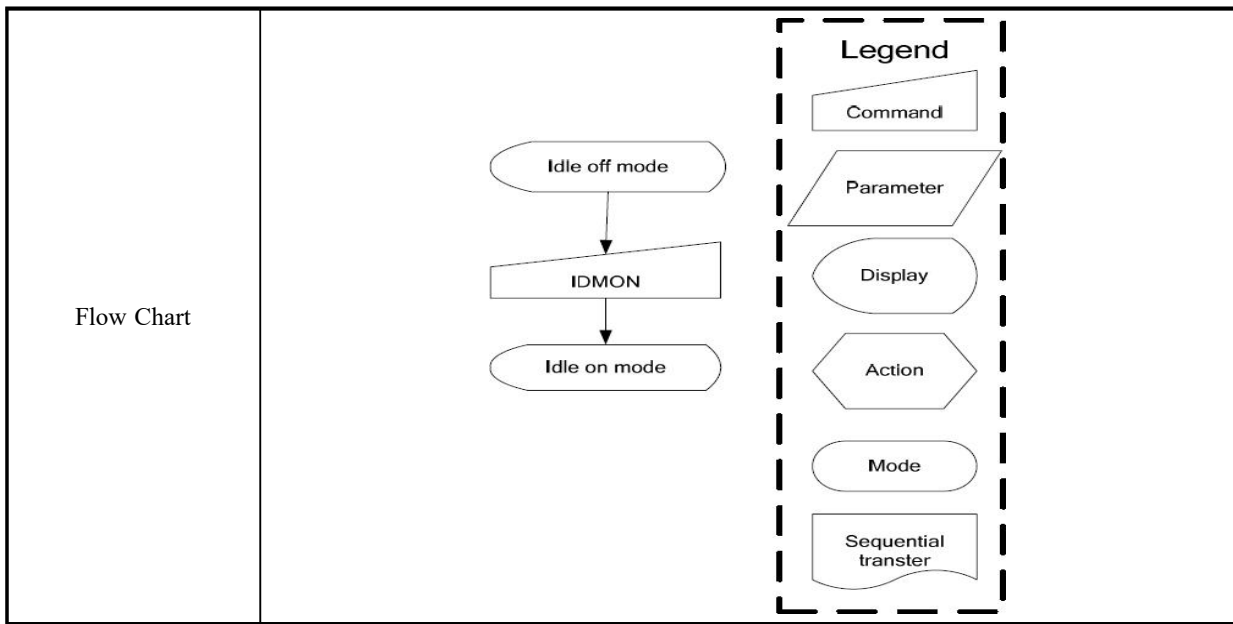 Flow Chart
Idle off mode
IDMON
Idle on mode
Legend
Command
Parameter
Display
Action
Mode
Sequential
transter